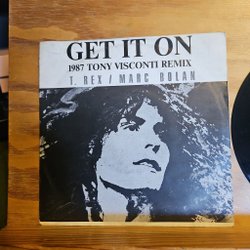 GET IT ON
1987 TONY VISCONTI REMIX
T. REX / MARC BOLAN